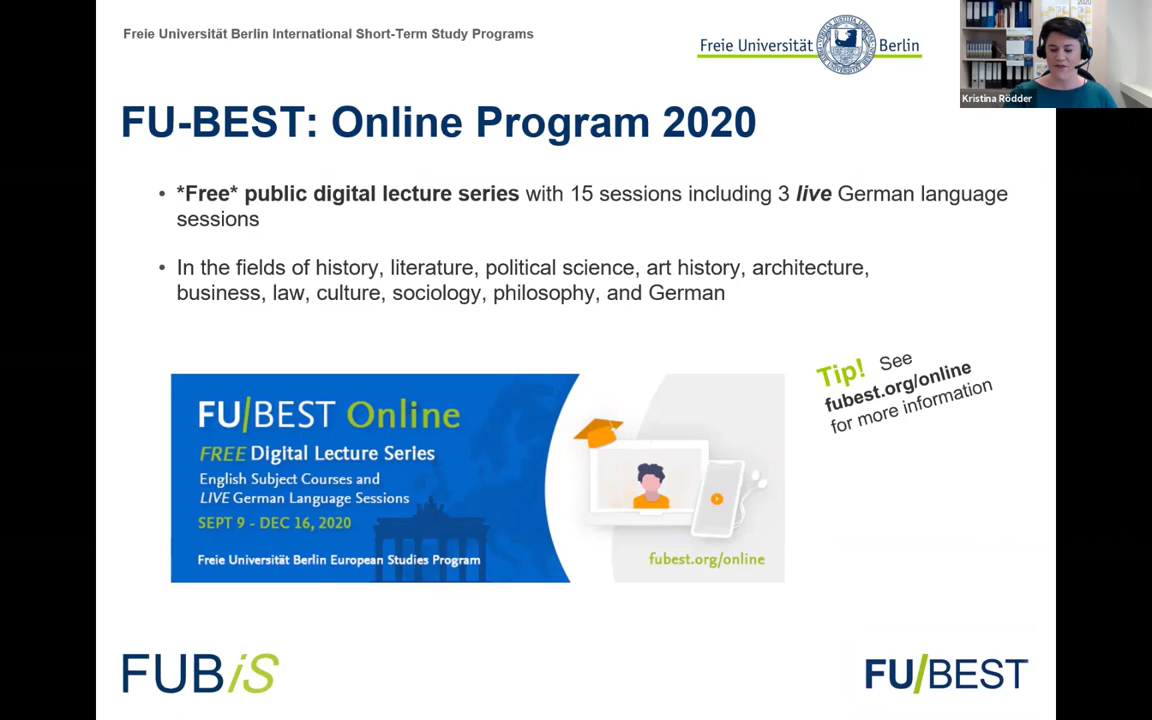 Freie Universität Berlin International Short-Term Study Programs
Freie Universität Berlin
Kristina Rödder
FU-BEST: Online Program 2020
• *Free* public digital lecture series with 15 sessions including 3 live German language
sessions
• In the fields of history, literature, political science, art history, architecture,
business, law, culture, sociology, philosophy, and German
Tip! See
fubest.org/online
for more information
FU/BEST Online
FREE Digital Lecture Series
English Subject Courses and
LIVE German Language Sessions
SEPT 9 - DEC 16, 2020
Freie Universität Berlin European Studies Program
fubest.org/online
FUBiS
FU/BEST